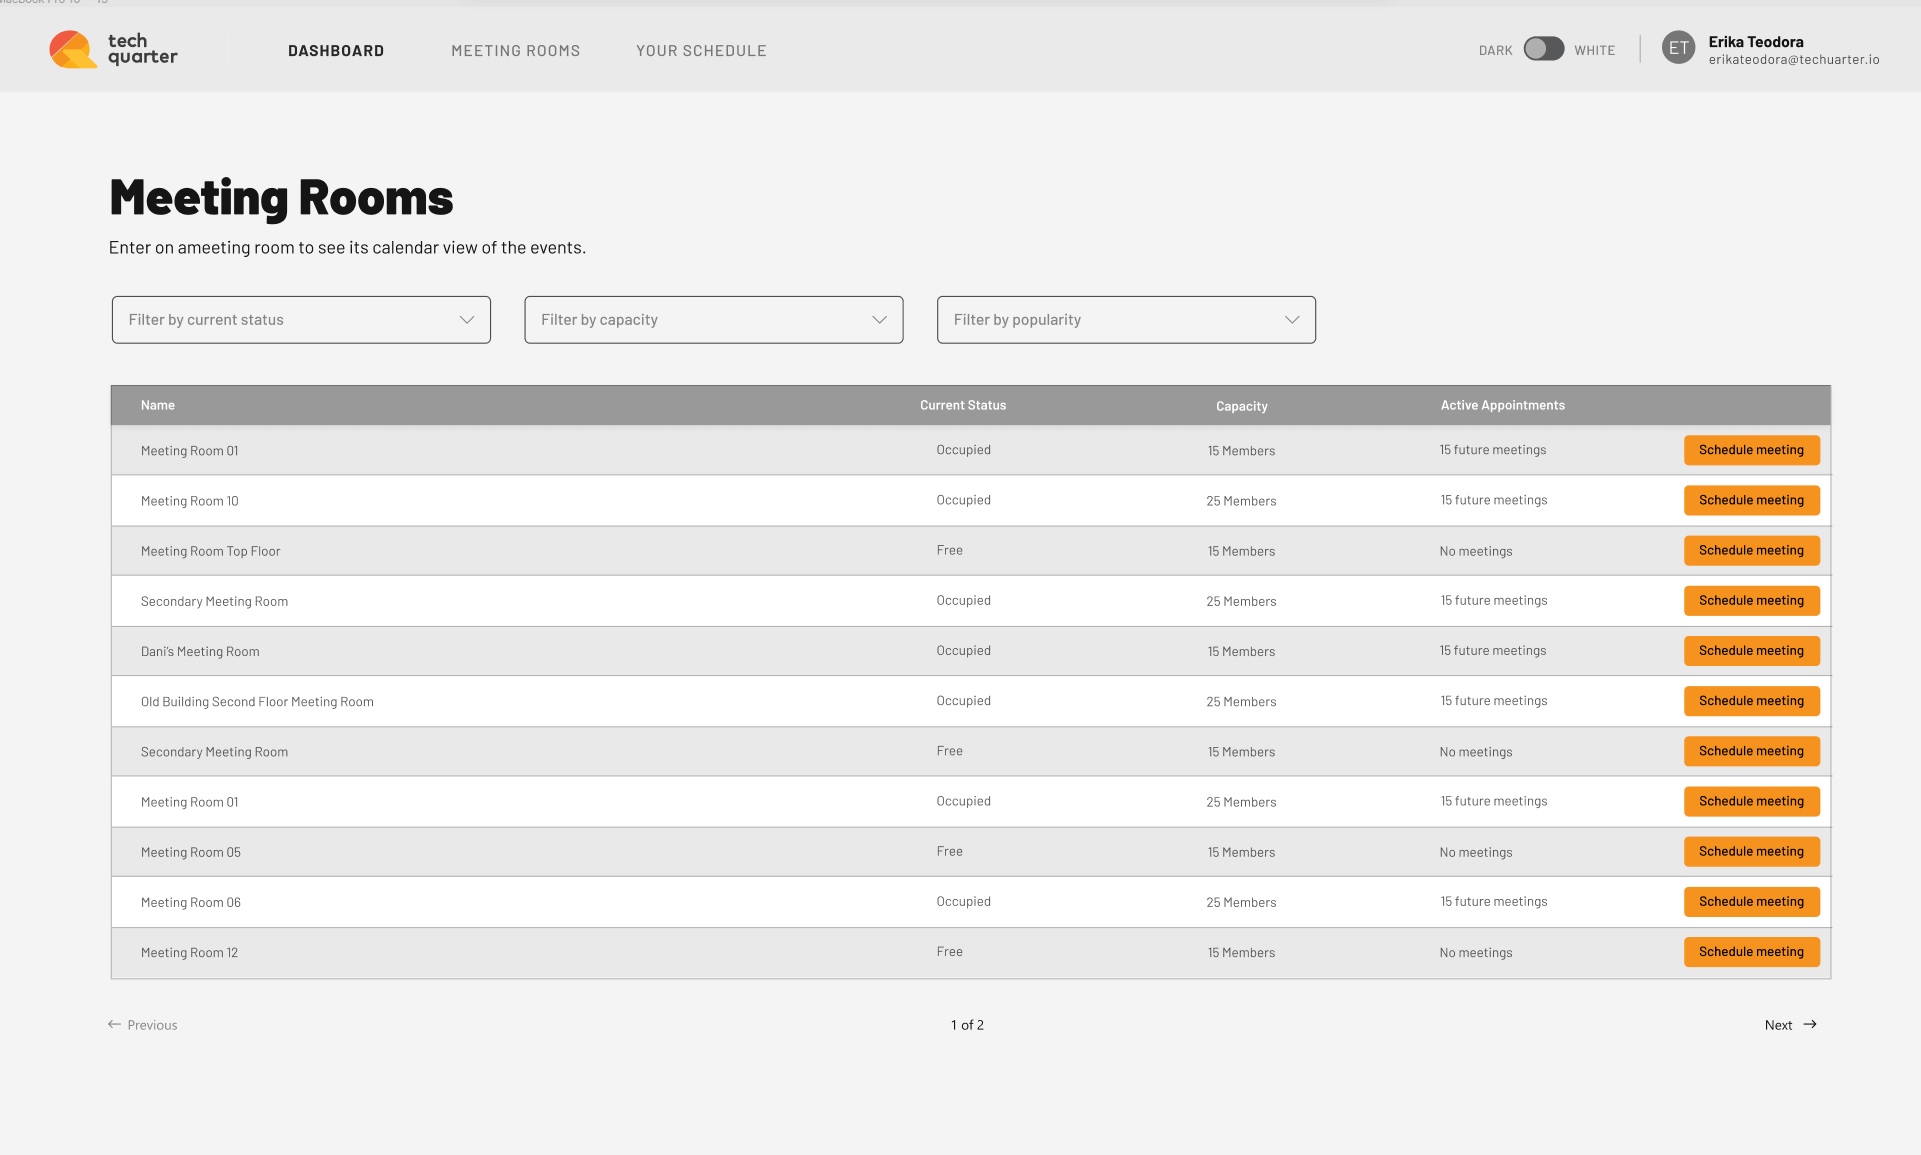 tech
quarter
DASHBOARD MEETING ROOMS YOUR SCHEDULE
DARK WHITE
ET
Erika Teodora
erikateodora@techuarter.io
Meeting Rooms
Enter on ameeting room to see its calendar view of the events.
Filter by current status Filter by capacity Filter by popularity
Name Current Status Capacity Active Appointments
Meeting Room 01 Occupied 15 Members 15 future meetings Schedule meeting
Meeting Room 10 Occupied 25 Members 15 future meetings Schedule meeting
Meeting Room Top Floor Free 15 Members No meetings Schedule meeting
Secondary Meeting Room Occupied 25 Members 15 future meetings Schedule meeting
Dani's Meeting Room Occupied 15 Members 15 future meetings Schedule meeting
Old Building Second Floor Meeting Room Occupied 25 Members 15 future meetings Schedule meeting
Secondary Meeting Room Free 15 Members No meetings Schedule meeting
Meeting Room 01 Occupied 25 Members 15 future meetings Schedule meeting
Meeting Room 05 Free 15 Members No meetings Schedule meeting
Meeting Room 06 Occupied 25 Members 15 future meetings Schedule meeting
Meeting Room 12 Free 15 Members No meetings Schedule meeting
← Previous 1 of 2 Next →